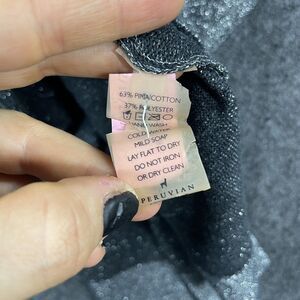 63% PIMA COTTON
37% POLYESTER
HAND WASH
COLD WATER
MILD SOAP
LAY FLAT TO DRY
DO NOT IRON
OR DRY CLEAN
PERUVIAN